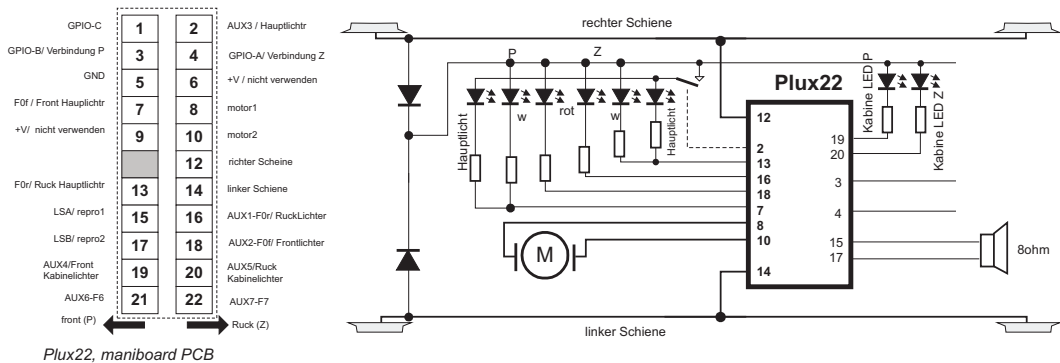 GPIO-C 1 2 AUX3 / Hauptlichtr
GPIO-B/ Verbindung P 3 4 GPIO-A/ Verbindung Z
GND 5 6 +V / nicht verwenden
F0f / Front Hauplichtr 7 8 motor1
+V/ nicht verwenden 9 10 motor2
12 richter Scheine
F0r/ Ruck Hauptlichtr 13 14 linker Schiene
LSA/ repro1 15 16 AUX1-F0r/ RuckLichter
LSB/ repro2 17 18 AUX2-F0f/ Frontlichter
AUX4/Front
Kabinelichter
19 20
AUX5/Ruck
Kabinelichter
AUX6-F6 21 22 AUX7-F7
front (P)
Ruck (Z)
Plux22, maniboard PCB
rechter Schiene
P
Z
Hauptlicht
w
rot
w
Hauptlicht
Plux22
12
2
13
16
18
7
8
10
14
19
20
3
4
15
17
Kabine LED P
Kabine LED Z
M
8ohm
linker Schiene